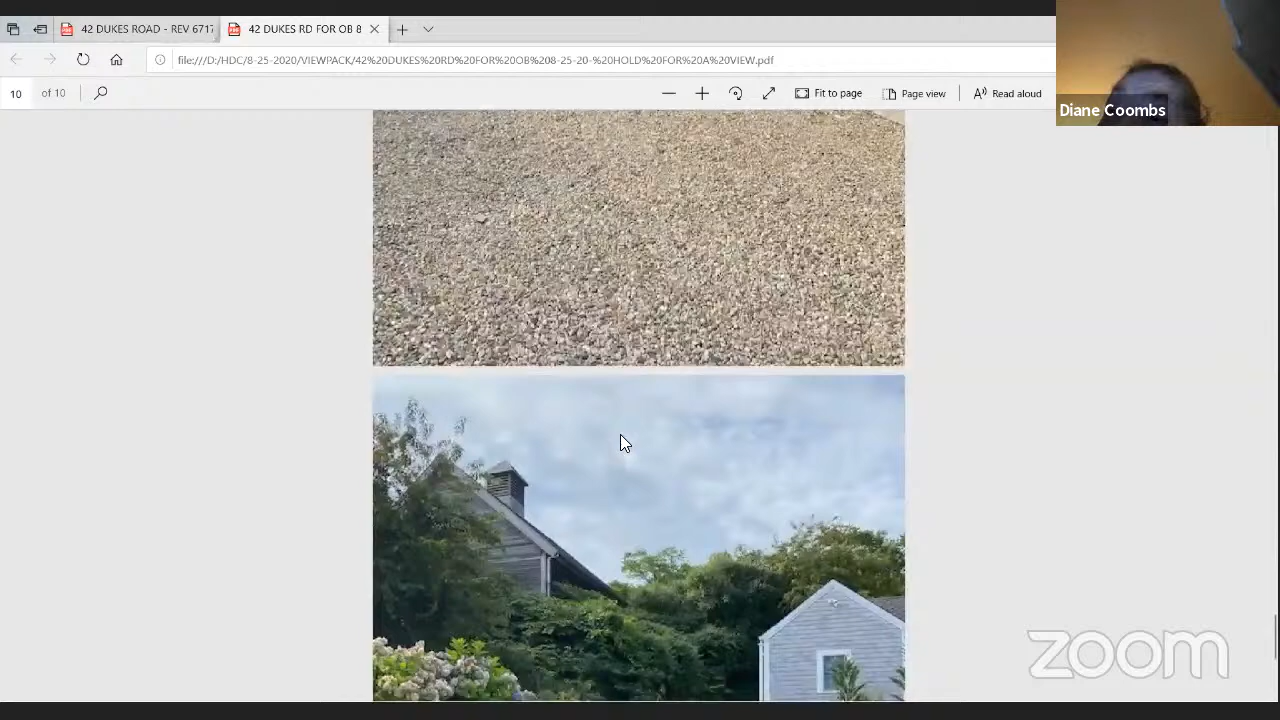 42 DUKES ROAD - REV 6717
42 DUKES RD FOR OB 8
file:///D:/HDC/8-25-2020/VIEWPACK/42%20DUKES%20RD%20FOR%20OB%208-25-20-%20HOLD%20FOR%20A%20VIEW.pdf
10 of 10
Fit to page
Page view
Read aloud
Diane Coombs
zoom